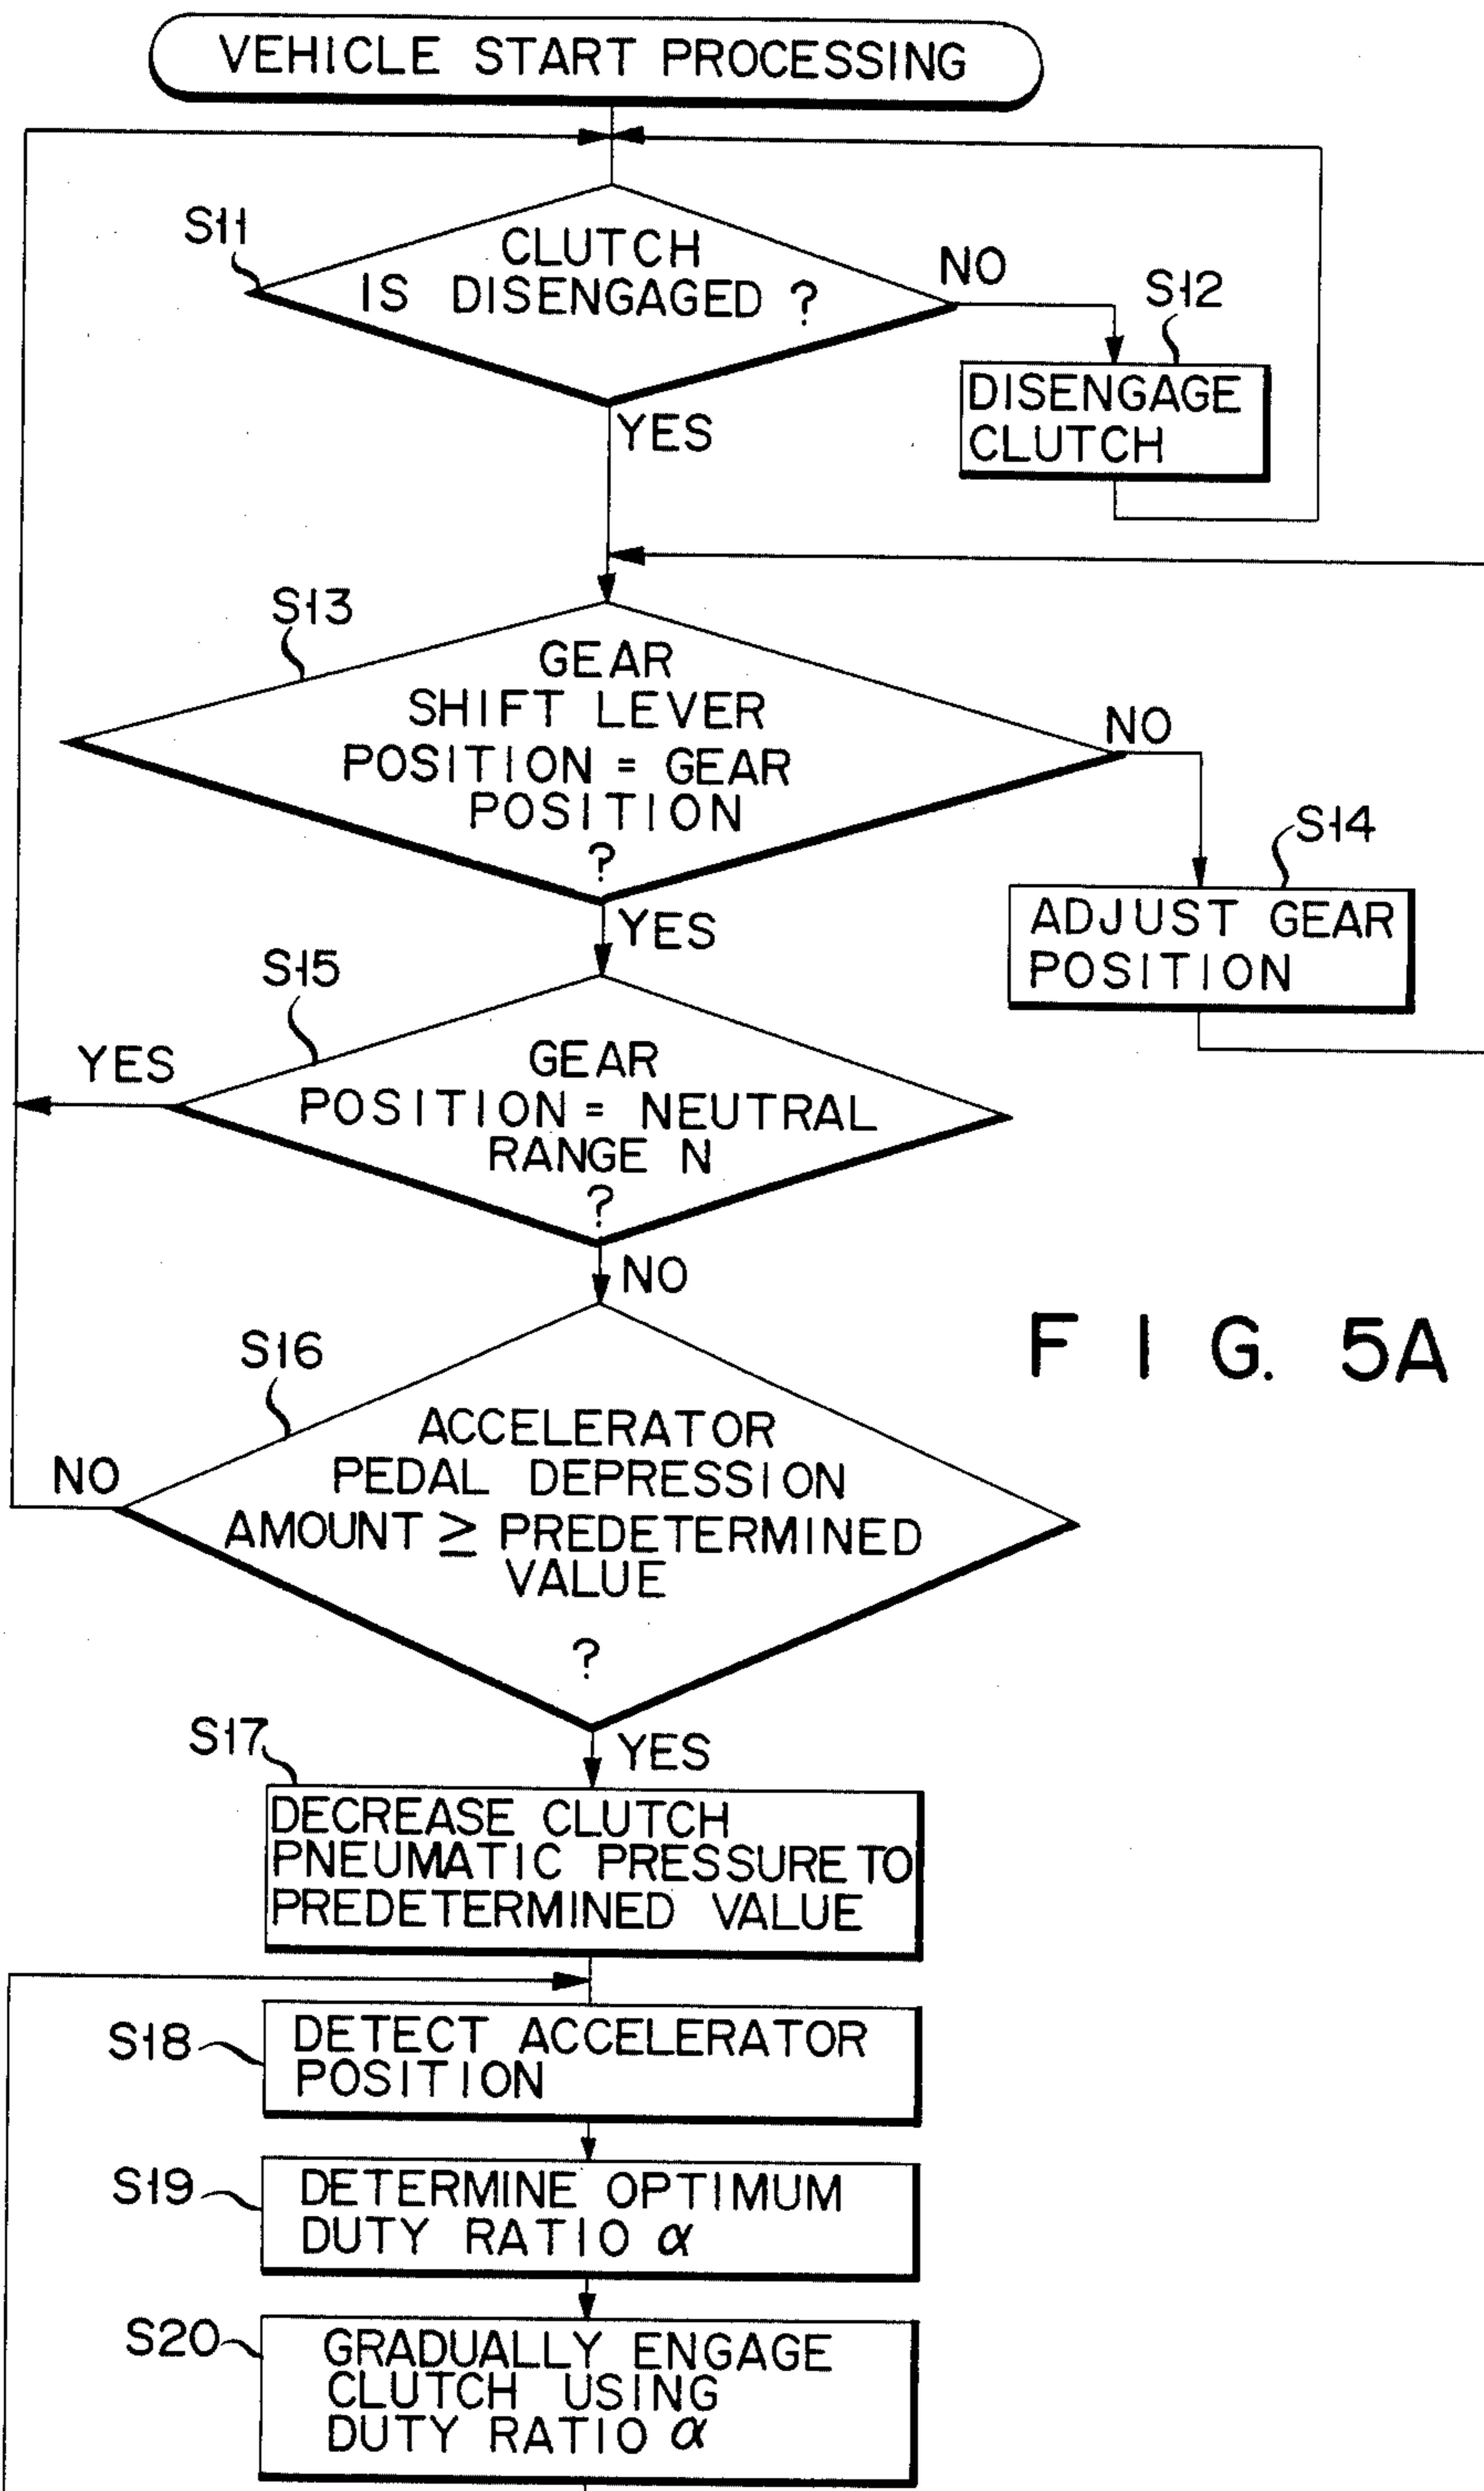 VEHICLE START PROCESSING
S11
CLUTCH
IS DISENGAGED ?
NO
S12
DISENGAGE
CLUTCH
YES
S13
GEAR
SHIFT LEVER
POSITION = GEAR
POSITION
?
NO
S14
ADJUST GEAR
POSITION
YES
S15
YES
GEAR
POSITION = NEUTRAL
RANGE N
?
NO
FIG. 5A
S16
NO
ACCELERATOR
PEDAL DEPRESSION
AMOUNT ≥ PREDETERMINED
VALUE
?
YES
S17
DECREASE CLUTCH
PNEUMATIC PRESSURE TO
PREDETERMINED VALUE
S18
DETECT ACCELERATOR
POSITION
S19
DETERMINE OPTIMUM
DUTY RATIO α
S20
GRADUALLY ENGAGE
CLUTCH USING
DUTY RATIO α